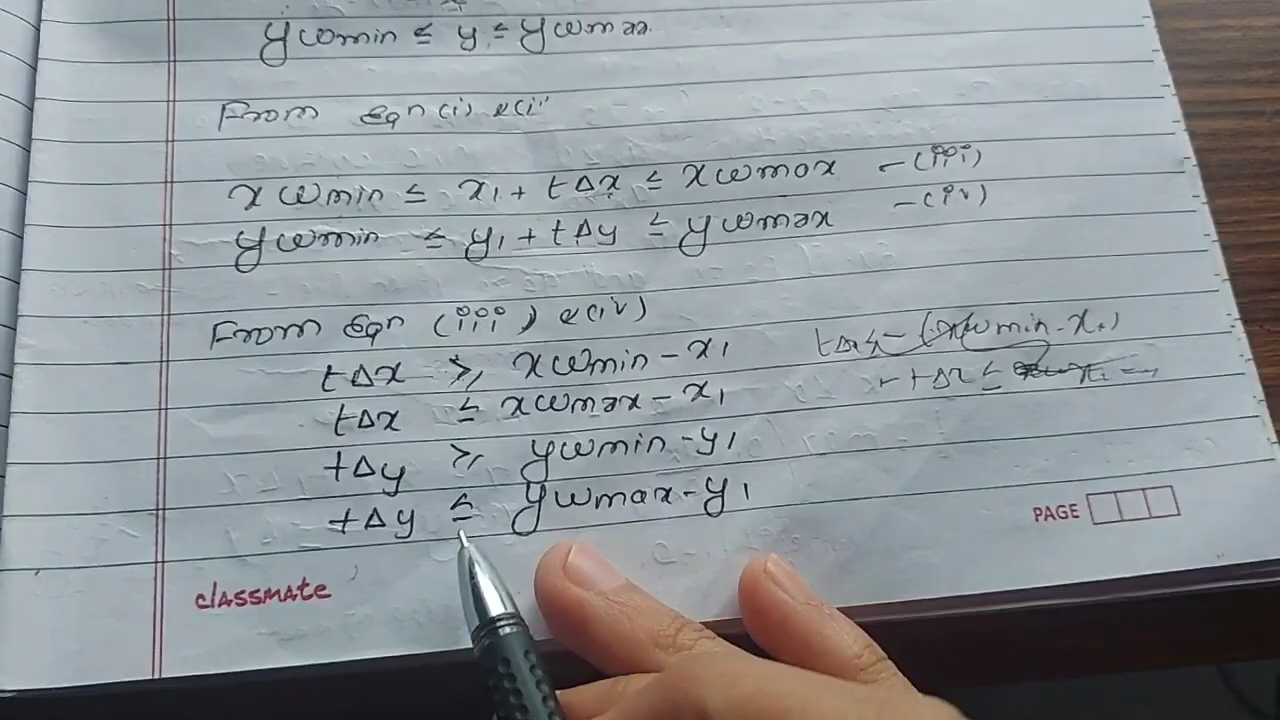 ywmin ≤ y ≤ ywmax
From eqn (i) & (ii
xwmin ≤ x1 + tΔx ≤ xwmax - (iii)
ywmin ≤ y1 + tΔy ≤ ywmax - (iv)
From eqn (iii) & (iv)
tΔx ≥ xwmin - x1
tΔx ≤ xwmax - x1
tΔy ≥ ywmin - y1
tΔy ≤ ywmax - y1
PAGE
classmate